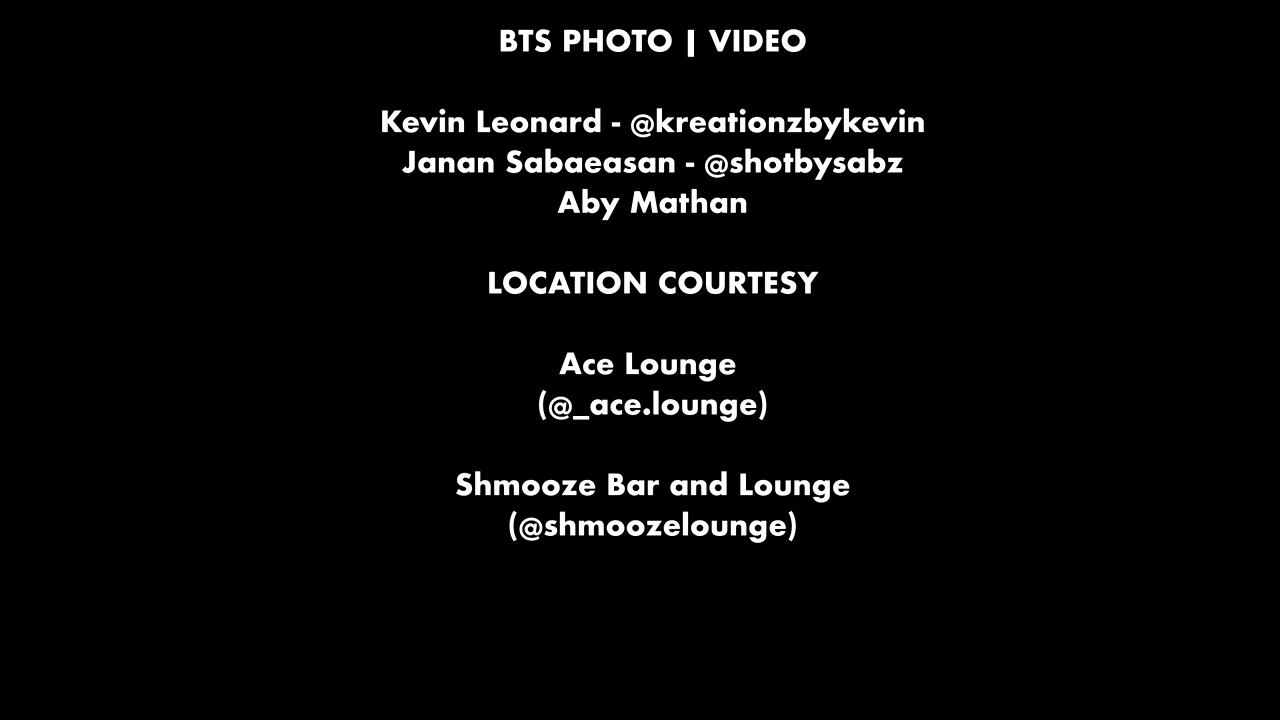 BTS PHOTO | VIDEO
Kevin Leonard - @kreationzbykevin
Janan Sabaeasan - @shotbysabz
Aby Mathan
LOCATION COURTESY
Ace Lounge
(@_ace.lounge)
Shmooze Bar and Lounge
(@shmoozelounge)